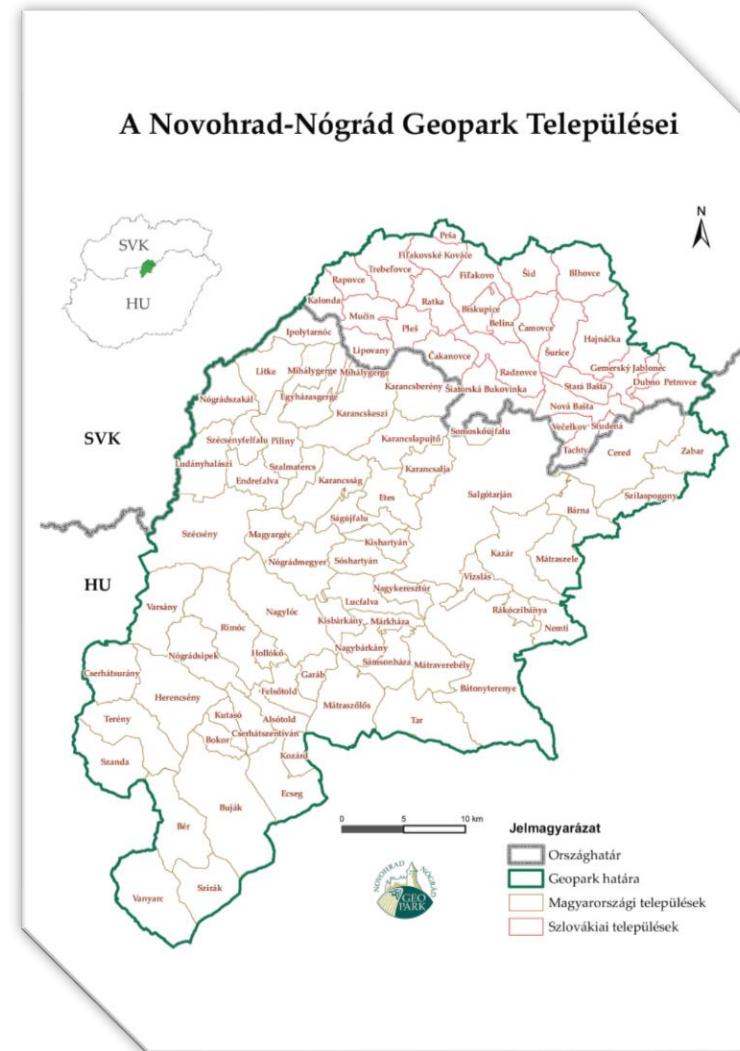 A Novohrad-Nógrád Geopark Települései
N
SVK
HU
Prša
Fiľakovské Kováče
Trebeľovce
Rapovce
Fiľakovo
Šíd
Blhovce
Kalonda
Ratka
Biskupice
Mučín
Pleš
Belina
Čamovce
Ipolytarnóc
Hajnáčka
Lipovany
Čakanovce
Šurice
Litke
Mihálygerge
Mihálygerge
Radzovce
Gemerský Jablonec
Karancsberény
Šiatorská Bukovinka
Stará Bašta
Dubno
Petrovce
Nógrádszakál
Egyházasgerge
Nová Bašta
Karancskeszi
Večelkov
Studená
SVK
Szécsényfelfalu
Piliny
Karancslapujtő
Somoskőújfalu
Tachty
Cered
Zabar
Ludányhalászi
Szalmatercs
Karancsalja
Endrefalva
Karancsság
Etes
Salgótarján
Szilaspogony
Bárna
Ságújfalu
Szécsény
Magyargéc
Kishartyán
Kazár
Mátraszele
Nógrádmegyer
Sóshartyán
HU
Vizslás
Nagykeresztúr
Varsány
Lucfalva
Nagylóc
Rákóczibánya
Rimóc
Kisbárkány
Márkháza
Nemti
Nógrádsipek
Hollókő
Nagybárkány
Sámsonháza
Mátraverebély
Cserhátsurány
Garáb
Bátonyterenye
Herencsény
Felsőtold
Mátraszőlős
Terény
Kutasó
Alsótold
Tar
Bokor
Cserhátszentiván
Szanda
Kozárd
Ecseg
Buják
Bér
0 5 10 km
Jelmagyarázat
Országhatár
Geopark határa
Magyarországi települések
Szlovákiai települések
NOVOHRAD NÓGRÁD
GEO
PARK
Szirák
Vanyarc